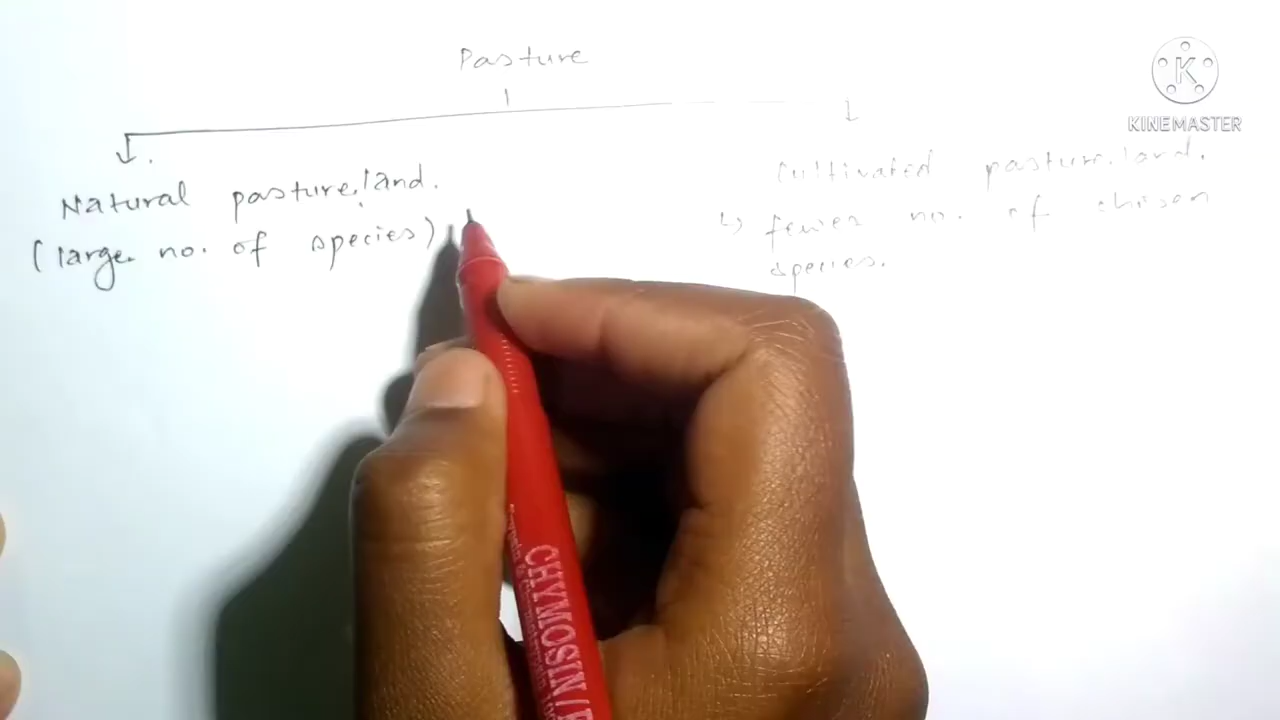 Pasture
Natural pasture land.
(large no. of species)
Cultivated pasture land.
↳ fewer no. of chosen
species.
KINEMASTER
CHYMOSIN/